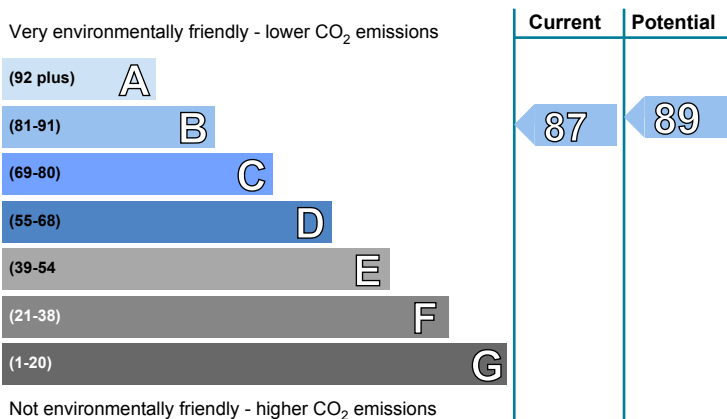 Very environmentally friendly - lower CO2 emissions
Current
Potential
(92 plus) A
(81-91) B
87
89
(69-80) C
(55-68) D
(39-54 E
(21-38) F
(1-20) G
Not environmentally friendly - higher CO2 emissions